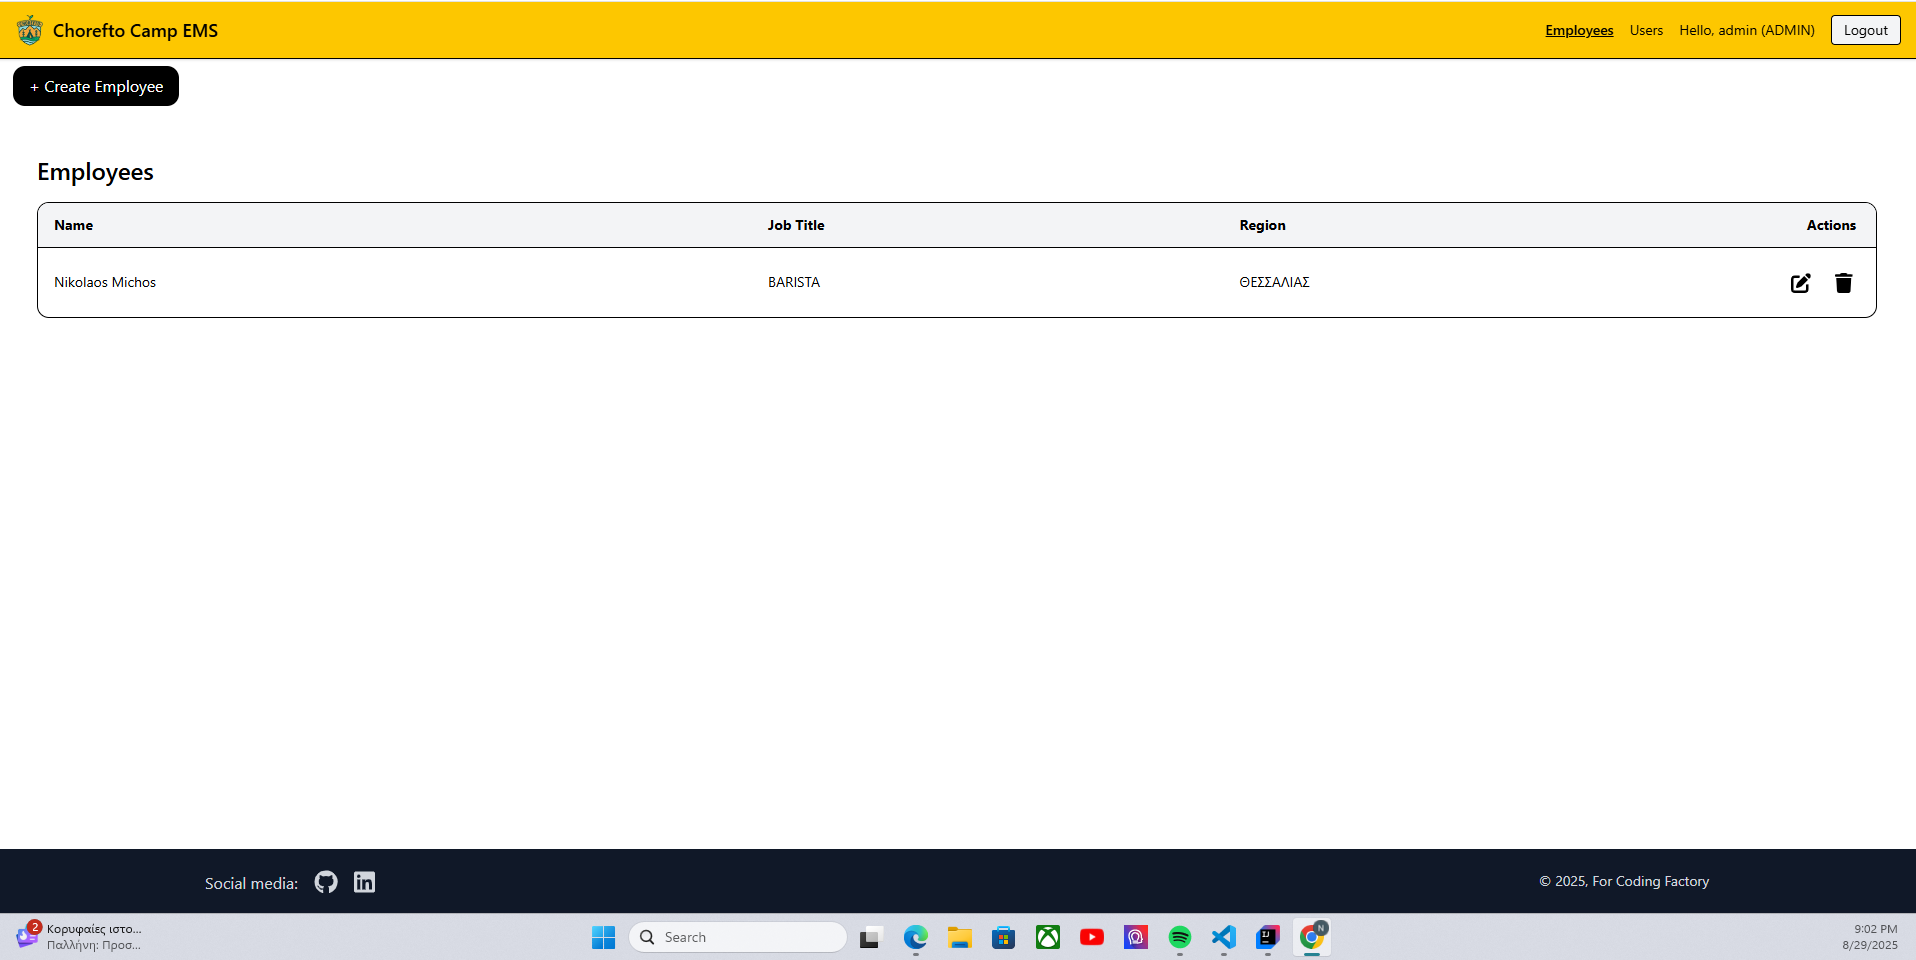 Chorefto Camp EMS
Employees Users Hello, admin (ADMIN) Logout
+ Create Employee
Employees
Name Job Title Region Actions
Nikolaos Michos BARISTA ΘΕΣΣΑΛΙΑΣ
Social media:
© 2025, For Coding Factory
2
Κορυφαίες ιστο...
Παλλήνη: Προσ...
Search
IJ
N
9:02 PM
8/29/2025